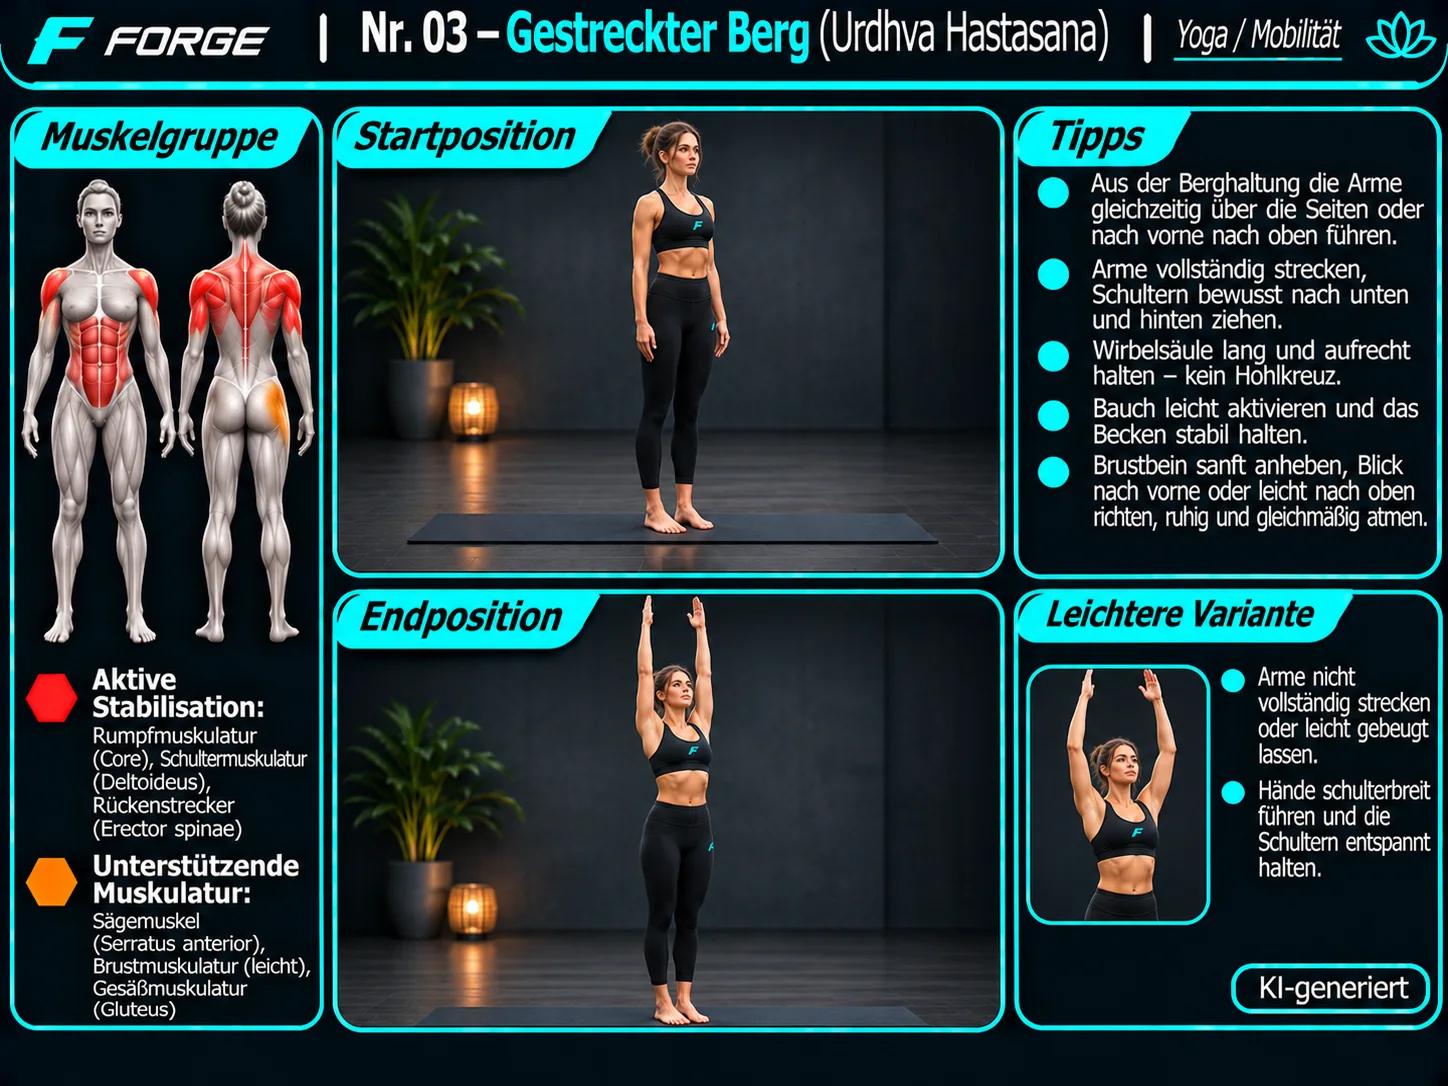 FORGE | Nr. 03 – Gestreckter Berg (Urdhva Hastasana) | Yoga / Mobilität
Muskelgruppe
Aktive
Stabilisation:
Rumpfmuskulatur
(Core), Schultermuskulatur
(Deltoideus),
Rückenstrecker
(Erector spinae)
Unterstützende
Muskulatur:
Sägemuskel
(Serratus anterior),
Brustmuskulatur (leicht),
Gesäßmuskulatur
(Gluteus)
Startposition
Endposition
Tipps
Aus der Berghaltung die Arme
gleichzeitig über die Seiten oder
nach vorne nach oben führen.
Arme vollständig strecken,
Schultern bewusst nach unten
und hinten ziehen.
Wirbelsäule lang und aufrecht
halten – kein Hohlkreuz.
Bauch leicht aktivieren und das
Becken stabil halten.
Brustbein sanft anheben, Blick
nach vorne oder leicht nach oben
richten, ruhig und gleichmäßig atmen.
Leichtere Variante
Arme nicht
vollständig strecken
oder leicht gebeugt
lassen.
Hände schulterbreit
führen und die
Schultern entspannt
halten.
KI-generiert